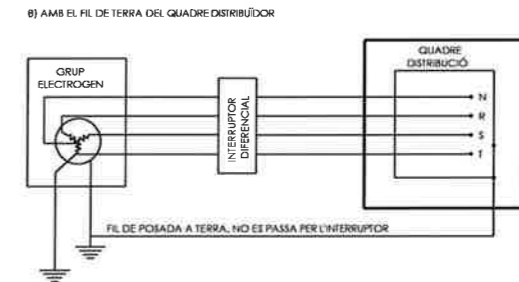 B) AMB EL FIL DE TERRA DEL QUADRE DISTRIBUÏDOR
QUADRE
DISTRIBUCIÓ
GRUP
ELECTROGEN
INTERRUPTOR
DIFERENCIAL
N
R
S
T
FIL DE POSADA A TERRA, NO ES PASSA PER L'INTERRUPTOR